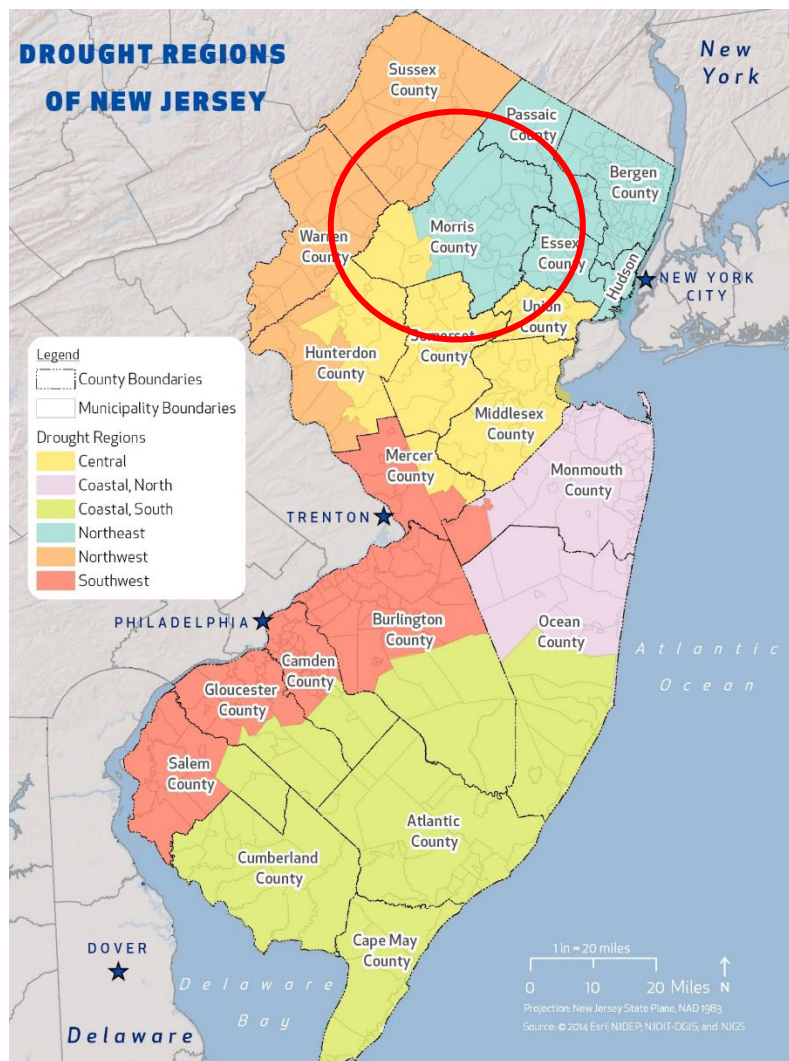 DROUGHT REGIONS
OF NEW JERSEY
New
York
Sussex
County
Passaic
County
Bergen
County
Warren
County
Morris
County
Essex
County
Hudson
NEW YORK
CITY
Union
County
Somerset
County
Hunterdon
County
Middlesex
County
Legend
County Boundaries
Municipality Boundaries
Drought Regions
Central
Coastal, North
Coastal, South
Northeast
Northwest
Southwest
Mercer
County
Monmouth
County
TRENTON
PHILADELPHIA
Burlington
County
Ocean
County
Atlantic
Ocean
Camden
County
Gloucester
County
Salem
County
Atlantic
County
Cumberland
County
Cape May
County
DOVER
Delaware
Bay
Delaware
1 in = 20 miles
0 10 20 Miles
N
Projection: New Jersey State Plane, NAD 1983
Source: © 2014 Esri; NJDEP; NJOIT-OGIS; and NJGS